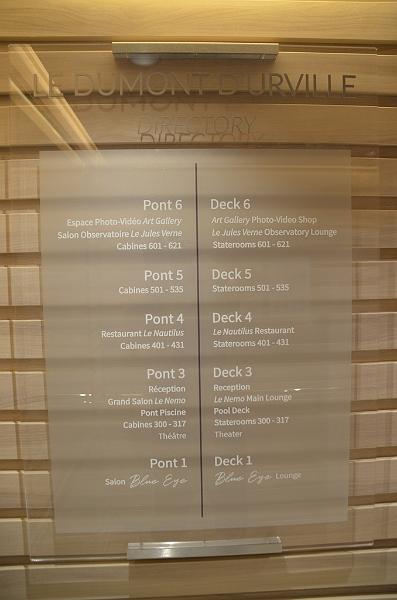 LE DUMONT D'URVILLE
DIRECTORY
Pont 6
Espace Photo-Vidéo Art Gallery
Salon Observatoire Le Jules Verne
Cabines 601 - 621
Pont 5
Cabines 501 - 535
Pont 4
Restaurant Le Nautilus
Cabines 401 - 431
Pont 3
Réception
Grand Salon Le Nemo
Pont Piscine
Cabines 300 - 317
Théâtre
Pont 1
Salon Blue Eye
Deck 6
Art Gallery Photo-Video Shop
Le Jules Verne Observatory Lounge
Staterooms 601 - 621
Deck 5
Staterooms 501 - 535
Deck 4
Le Nautilus Restaurant
Staterooms 401 - 431
Deck 3
Reception
Le Nemo Main Lounge
Pool Deck
Staterooms 300 - 317
Theater
Deck 1
Blue Eye Lounge